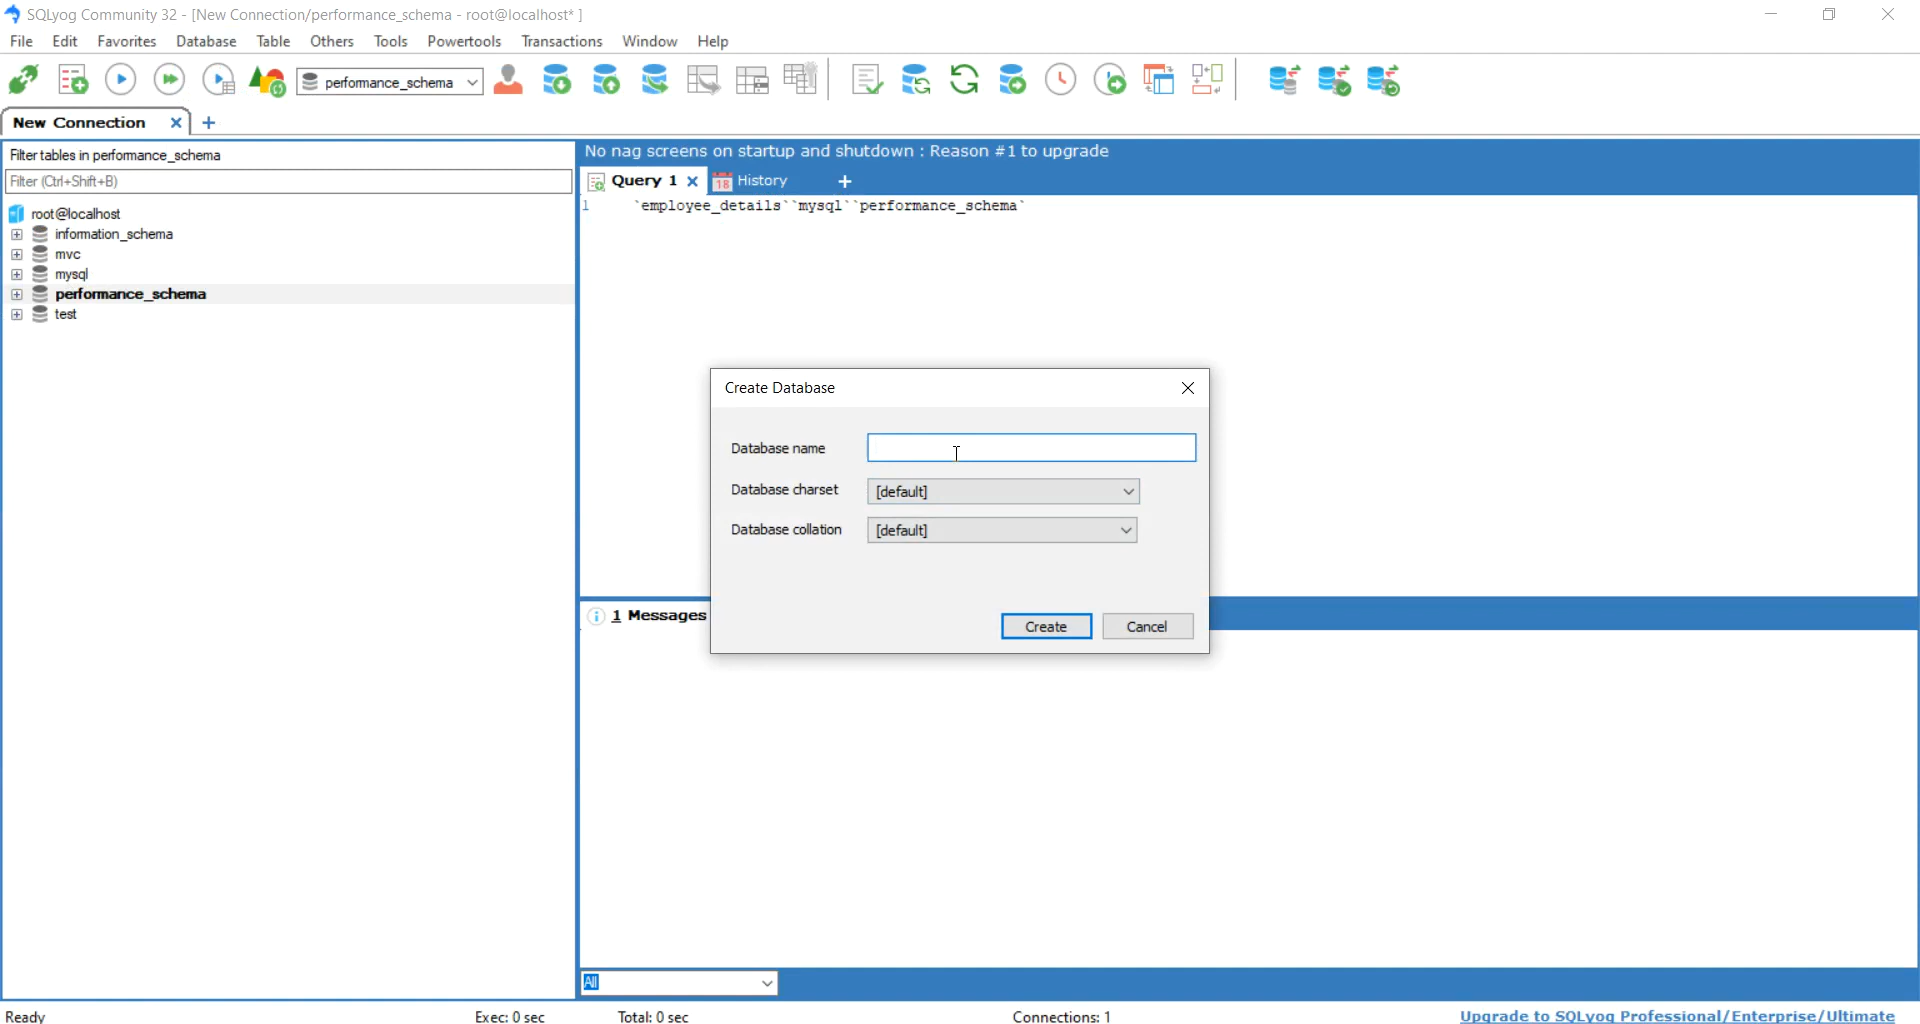 SQLyog Community 32 - [New Connection/performance_schema - root@localhost* ]
File Edit Favorites Database Table Others Tools Powertools Transactions Window Help
performance_schema
New Connection
Filter tables in performance_schema
Filter (Ctrl+Shift+B)
root@localhost
information_schema
mvc
mysql
performance_schema
test
No nag screens on startup and shutdown : Reason #1 to upgrade
Query 1 18 History
1 `employee_details``mysql``performance_schema`
Create Database
Database name
Database charset [default]
Database collation [default]
Create Cancel
1 Messages
All
Ready Exec: 0 sec Total: 0 sec Connections: 1 Upgrade to SQLyog Professional/Enterprise/Ultimate